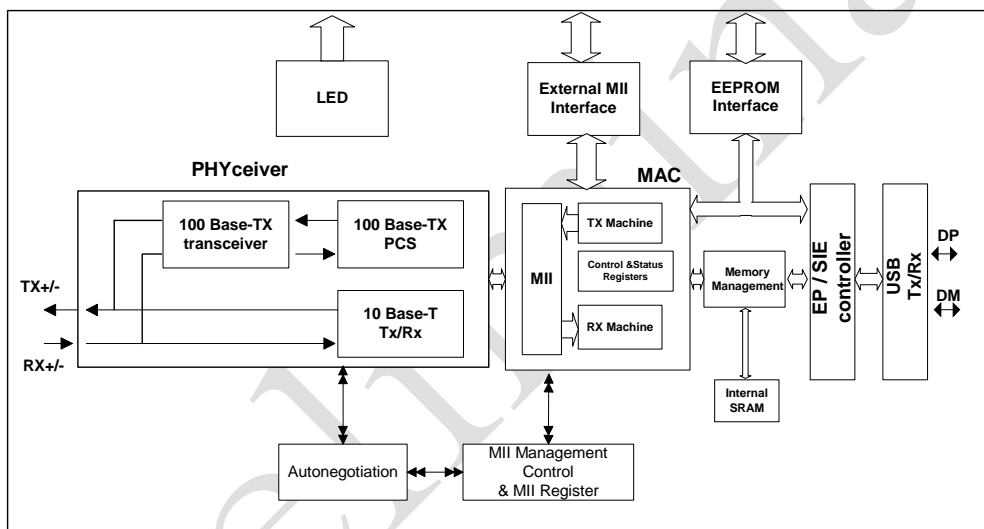 LED
External MII
Interface
EEPROM
Interface
PHYceiver
MAC
100 Base-TX
transceiver
100 Base-TX
PCS
10 Base-T
Tx/Rx
TX+/-
RX+/-
MII
TX Machine
Control &Status
Registers
RX Machine
Memory
Management
Internal
SRAM
EP / SIE
controller
USB
Tx/Rx
DP
DM
Autonegotiation
MII Management
Control
& MII Register